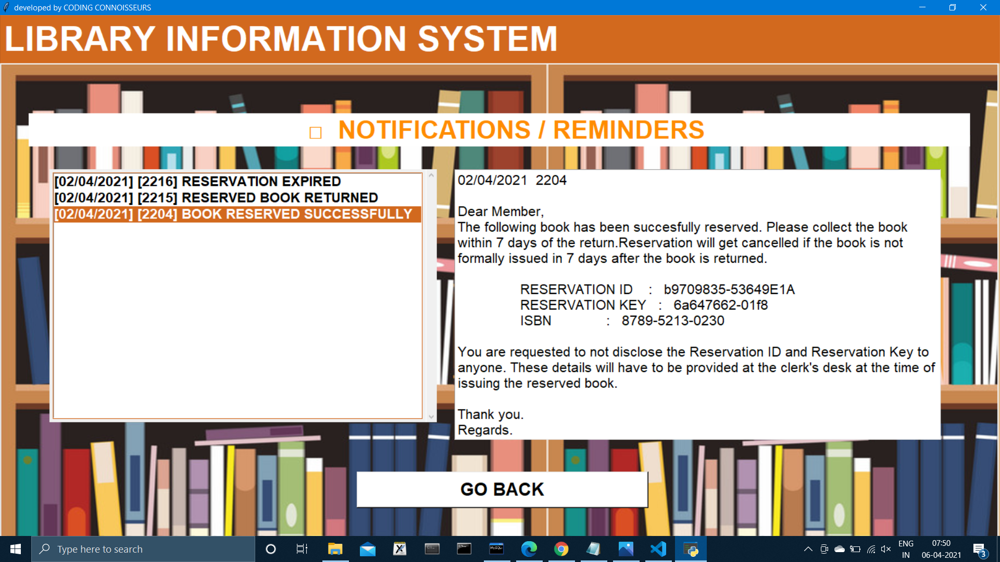 developed by CODING CONNOISSEURS
LIBRARY INFORMATION SYSTEM
NOTIFICATIONS / REMINDERS
[02/04/2021] [2216] RESERVATION EXPIRED
[02/04/2021] [2215] RESERVED BOOK RETURNED
[02/04/2021] [2204] BOOK RESERVED SUCCESSFULLY
02/04/2021 2204
Dear Member,
The following book has been succesfully reserved. Please collect the book
within 7 days of the return.Reservation will get cancelled if the book is not
formally issued in 7 days after the book is returned.
RESERVATION ID : b9709835-53649E1A
RESERVATION KEY : 6a647662-01f8
ISBN : 8789-5213-0230
You are requested to not disclose the Reservation ID and Reservation Key to
anyone. These details will have to be provided at the clerk's desk at the time of
issuing the reserved book.
Thank you.
Regards.
GO BACK
Type here to search
MySQL
ENG
IN
07:50
06-04-2021
3